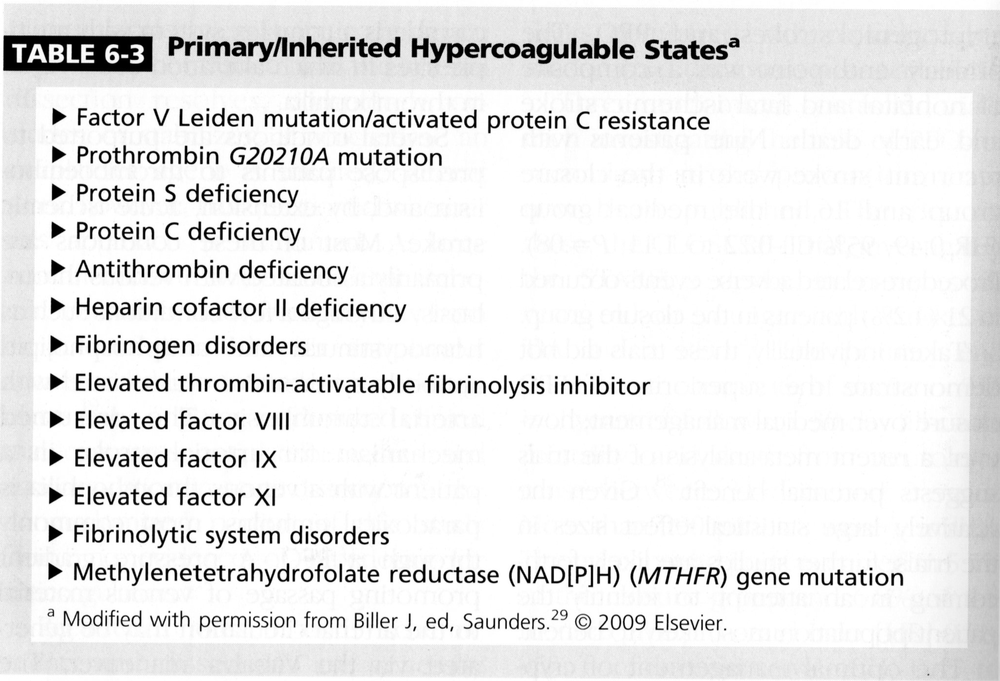 TABLE 6-3 Primary/Inherited Hypercoagulable Statesᵃ
▶ Factor V Leiden mutation/activated protein C resistance
▶ Prothrombin G20210A mutation
▶ Protein S deficiency
▶ Protein C deficiency
▶ Antithrombin deficiency
▶ Heparin cofactor II deficiency
▶ Fibrinogen disorders
▶ Elevated thrombin-activatable fibrinolysis inhibitor
▶ Elevated factor VIII
▶ Elevated factor IX
▶ Elevated factor XI
▶ Fibrinolytic system disorders
▶ Methylenetetrahydrofolate reductase (NAD[P]H) (MTHFR) gene mutation
ᵃ Modified with permission from Biller J, ed, Saunders.²⁹ © 2009 Elsevier.